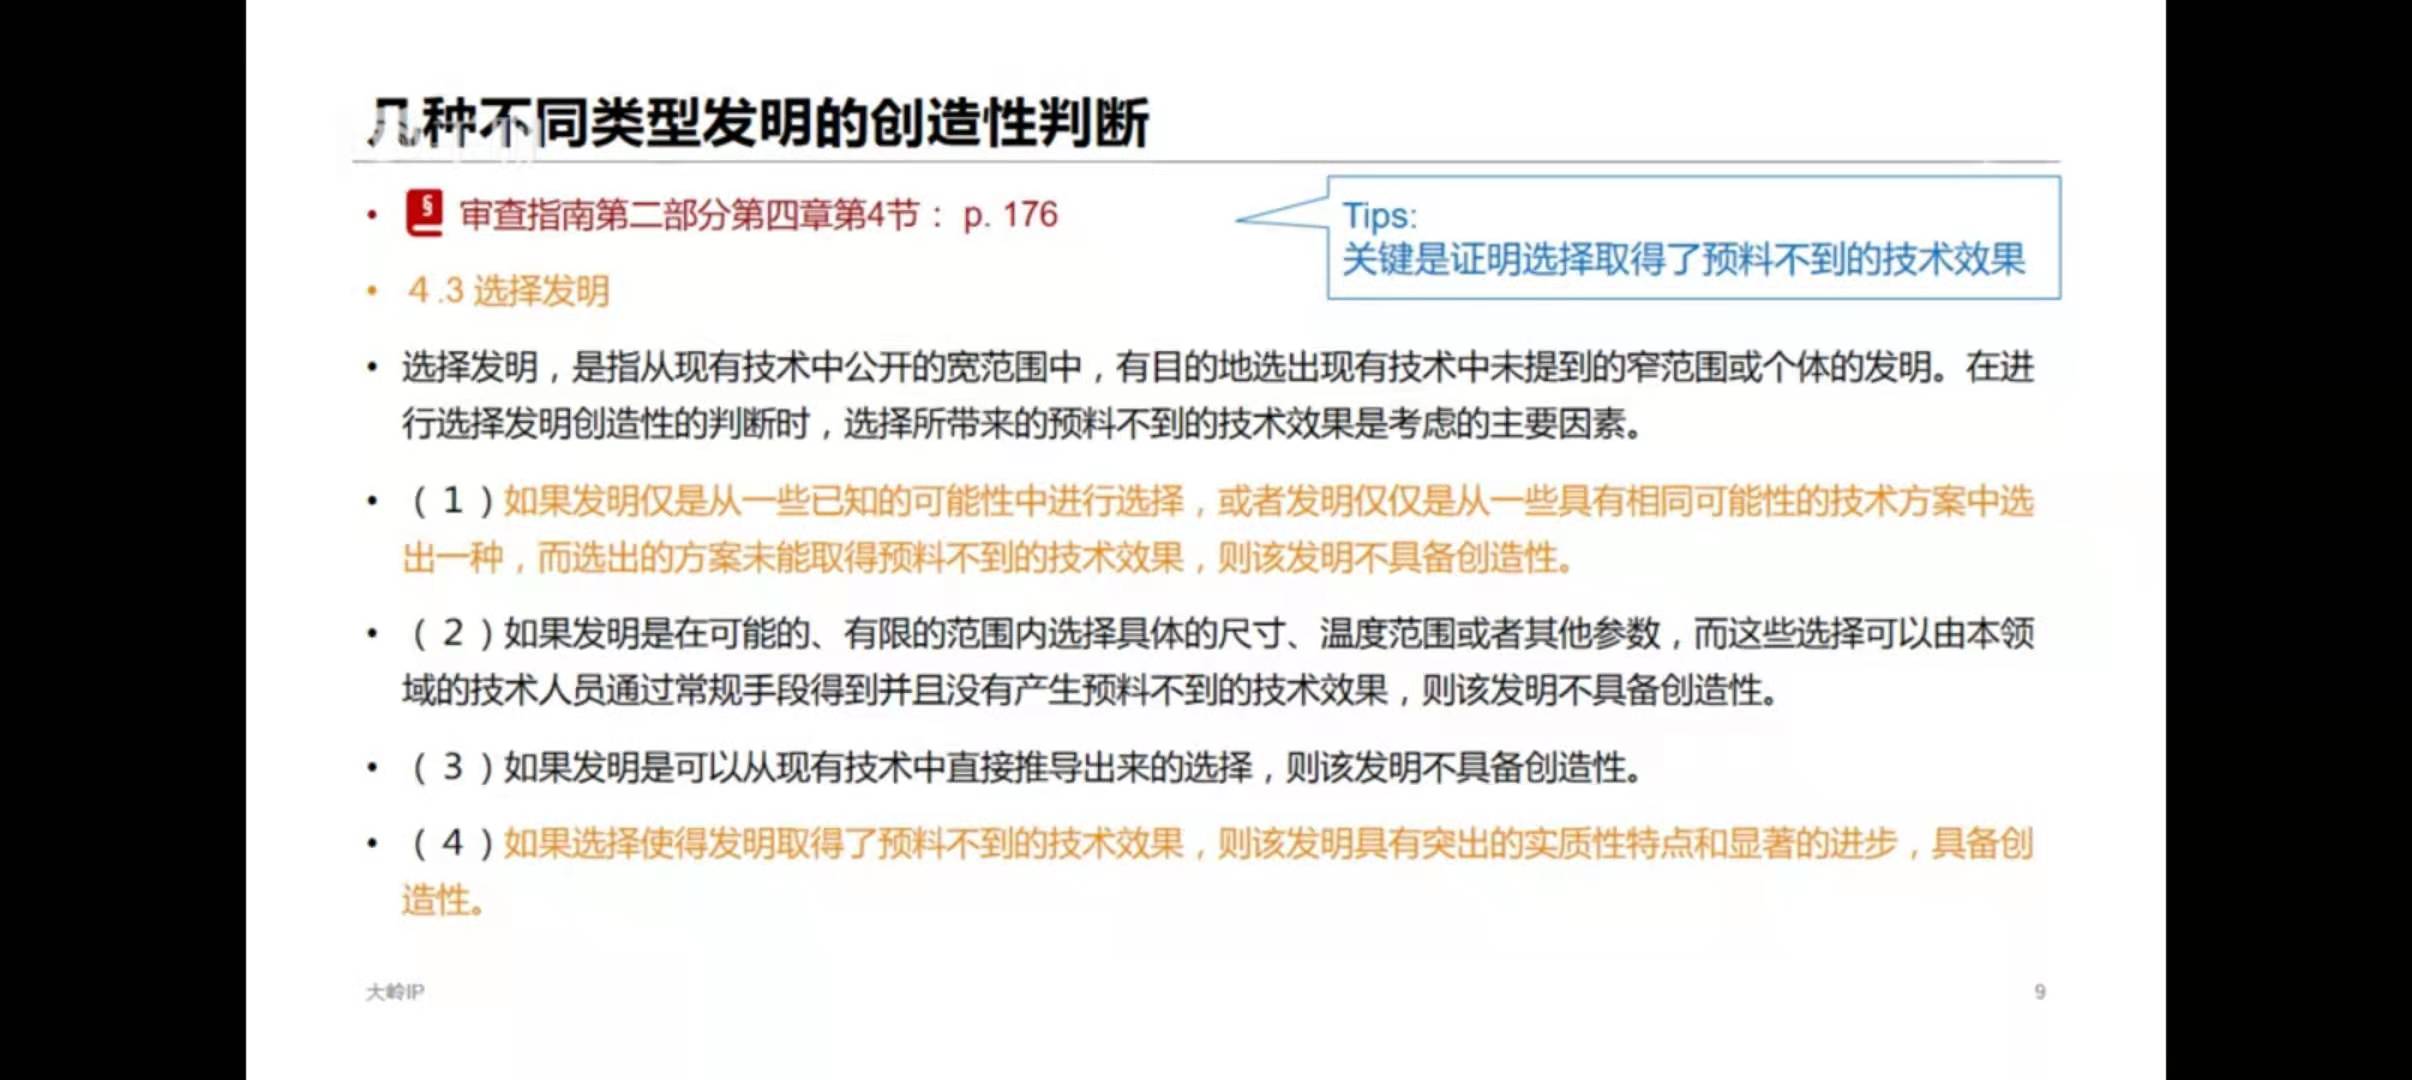 几种不同类型发明的创造性判断
• § 审查指南第二部分第四章第4节： p. 176
Tips:
关键是证明选择取得了预料不到的技术效果
• 4.3 选择发明
• 选择发明，是指从现有技术中公开的宽范围中，有目的地选出现有技术中未提到的窄范围或个体的发明。在进
行选择发明创造性的判断时，选择所带来的预料不到的技术效果是考虑的主要因素。
• （1）如果发明仅是从一些已知的可能性中进行选择，或者发明仅仅是从一些具有相同可能性的技术方案中选
出一种，而选出的方案未能取得预料不到的技术效果，则该发明不具备创造性。
• （2）如果发明是在可能的、有限的范围内选择具体的尺寸、温度范围或者其他参数，而这些选择可以由本领
域的技术人员通过常规手段得到并且没有产生预料不到的技术效果，则该发明不具备创造性。
• （3）如果发明是可以从现有技术中直接推导出来的选择，则该发明不具备创造性。
• （4）如果选择使得发明取得了预料不到的技术效果，则该发明具有突出的实质性特点和显著的进步，具备创
造性。
大岭IP
9